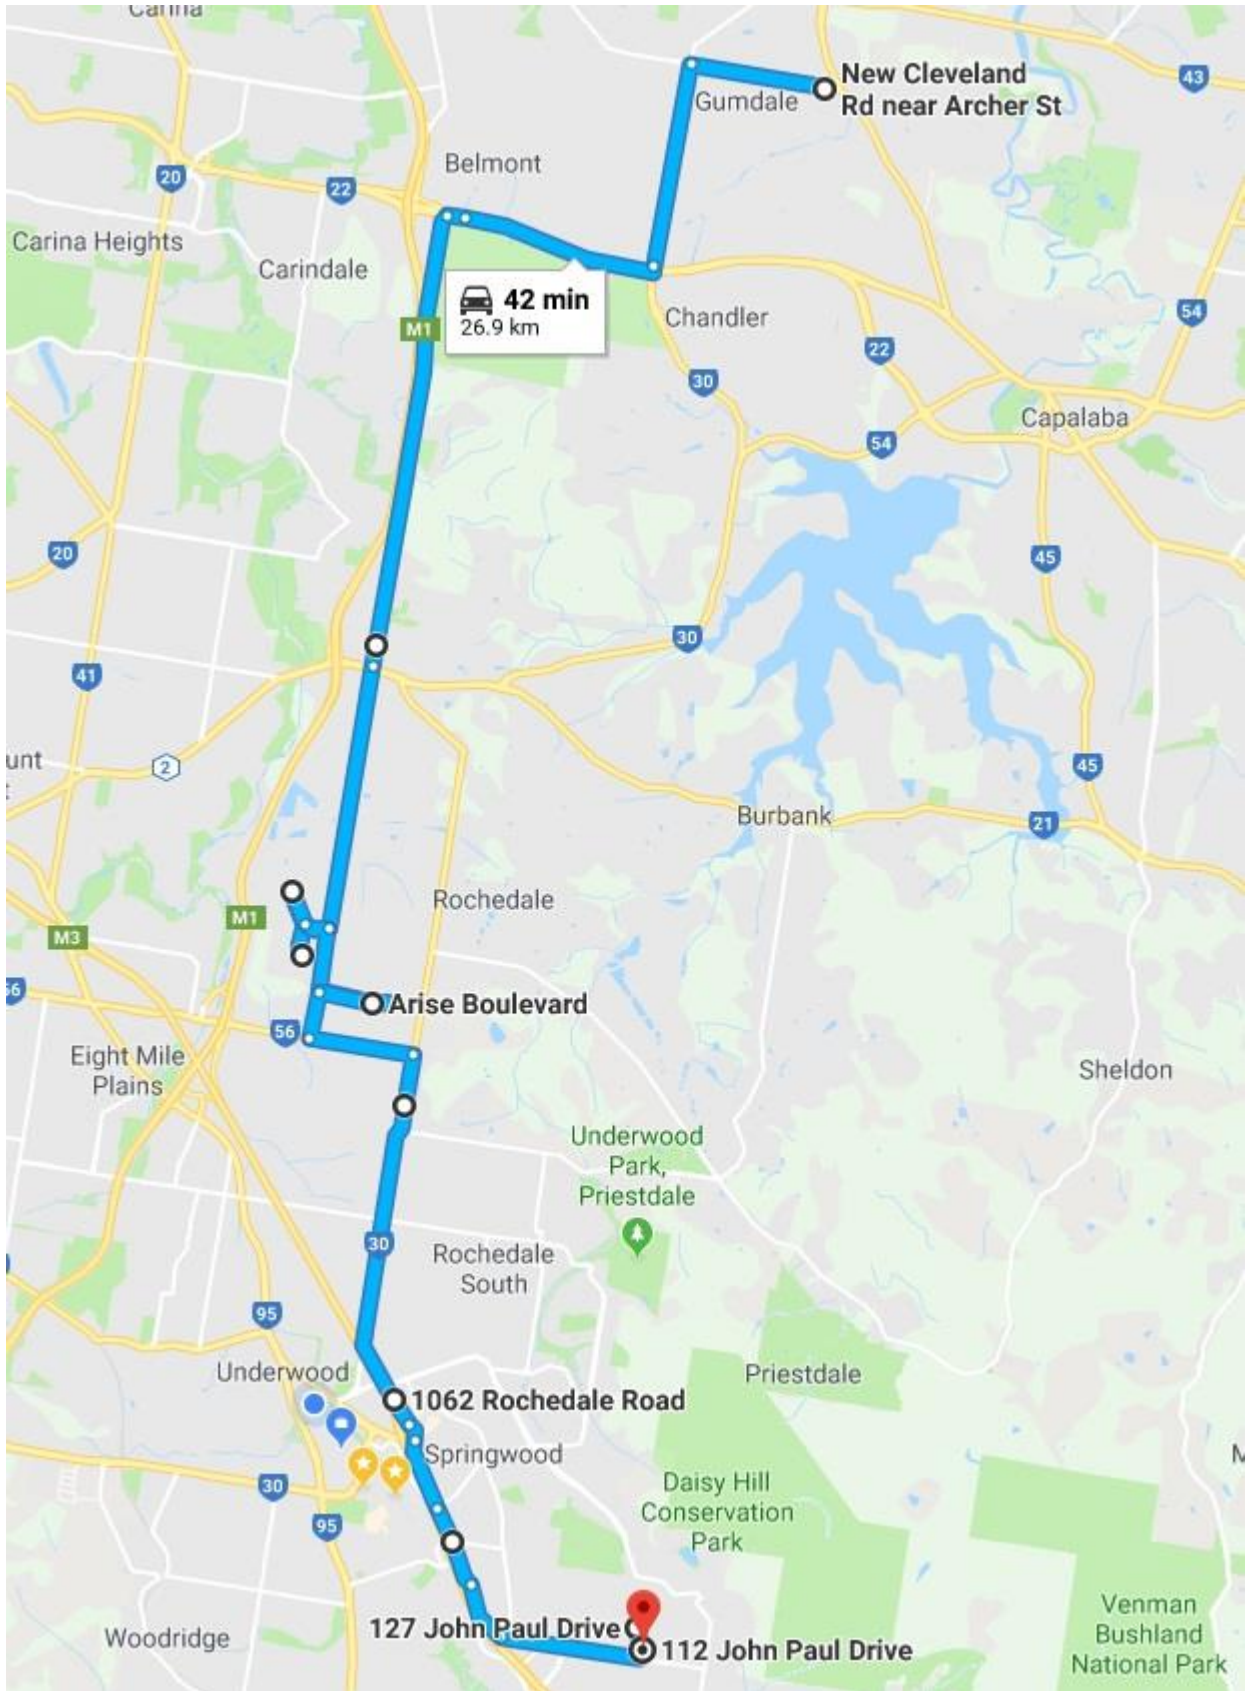 Carina
New Cleveland
Rd near Archer St
43
Gumdale
Belmont
20
22
Carina Heights
Carindale
42 min
26.9 km
M1
Chandler
54
22
30
Capalaba
54
20
45
30
41
2
45
Burbank
21
Rochedale
M1
M3
56
Arise Boulevard
56
Eight Mile
Plains
Sheldon
Underwood
Park,
Priestdale
30
Rochedale
South
95
Underwood
Priestdale
1062 Rochedale Road
Springwood
30
Daisy Hill
Conservation
Park
95
127 John Paul Drive
112 John Paul Drive
Woodridge
Venman
Bushland
National Park